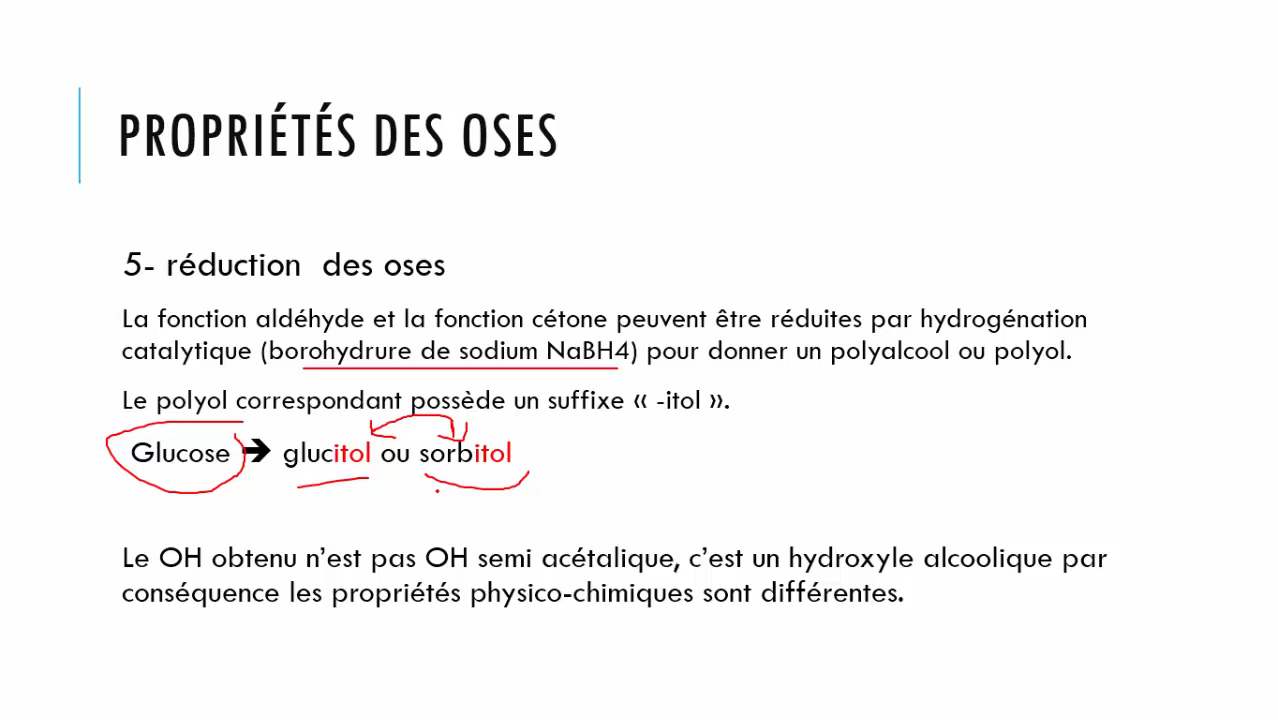 PROPRIÉTÉS DES OSES
5- réduction des oses
La fonction aldéhyde et la fonction cétone peuvent être réduites par hydrogénation
catalytique (borohydrure de sodium NaBH4) pour donner un polyalcool ou polyol.
Le polyol correspondant possède un suffixe « -itol ».
Glucose ➔ glucitol ou sorbitol
Le OH obtenu n’est pas OH semi acétalique, c’est un hydroxyle alcoolique par
conséquence les propriétés physico-chimiques sont différentes.